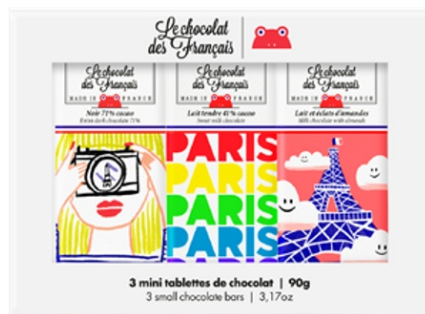 Le chocolat
des Français
Le chocolat
des Français
MADE IN FRANCE
Noir 71% cacao
Extra dark chocolate 71%
Le chocolat
des Français
MADE IN FRANCE
Lait tendre 41% cacao
Sweet milk chocolate
Le chocolat
des Français
MADE IN FRANCE
Lait et éclats d'amandes
Milk chocolate with almonds
PARIS
PARIS
PARIS
PARIS
3 mini tablettes de chocolat | 90g
3 small chocolate bars | 3,17oz